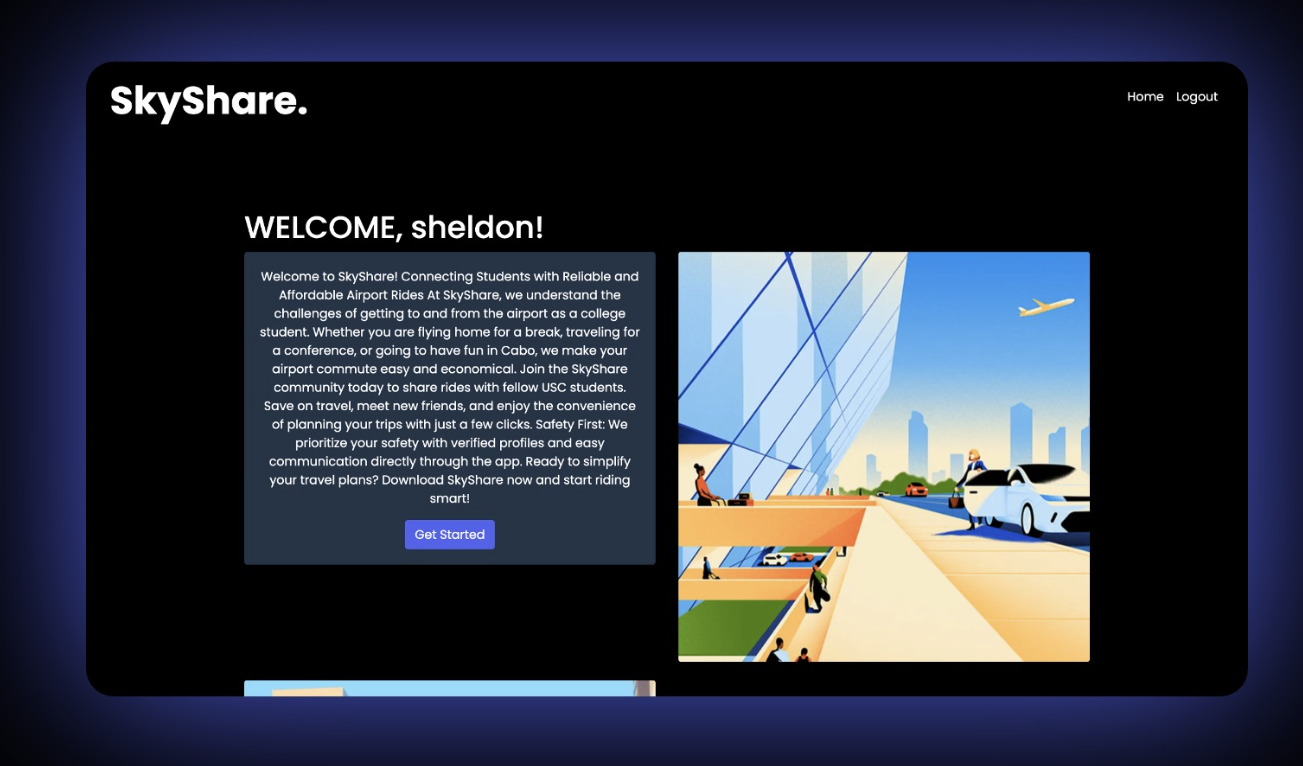 SkyShare.
Home Logout
WELCOME, sheldon!
Welcome to SkyShare! Connecting Students with Reliable and
Affordable Airport Rides At SkyShare, we understand the
challenges of getting to and from the airport as a college
student. Whether you are flying home for a break, traveling for
a conference, or going to have fun in Cabo, we make your
airport commute easy and economical. Join the SkyShare
community today to share rides with fellow USC students.
Save on travel, meet new friends, and enjoy the convenience
of planning your trips with just a few clicks. Safety First: We
prioritize your safety with verified profiles and easy
communication directly through the app. Ready to simplify
your travel plans? Download SkyShare now and start riding
smart!
Get Started